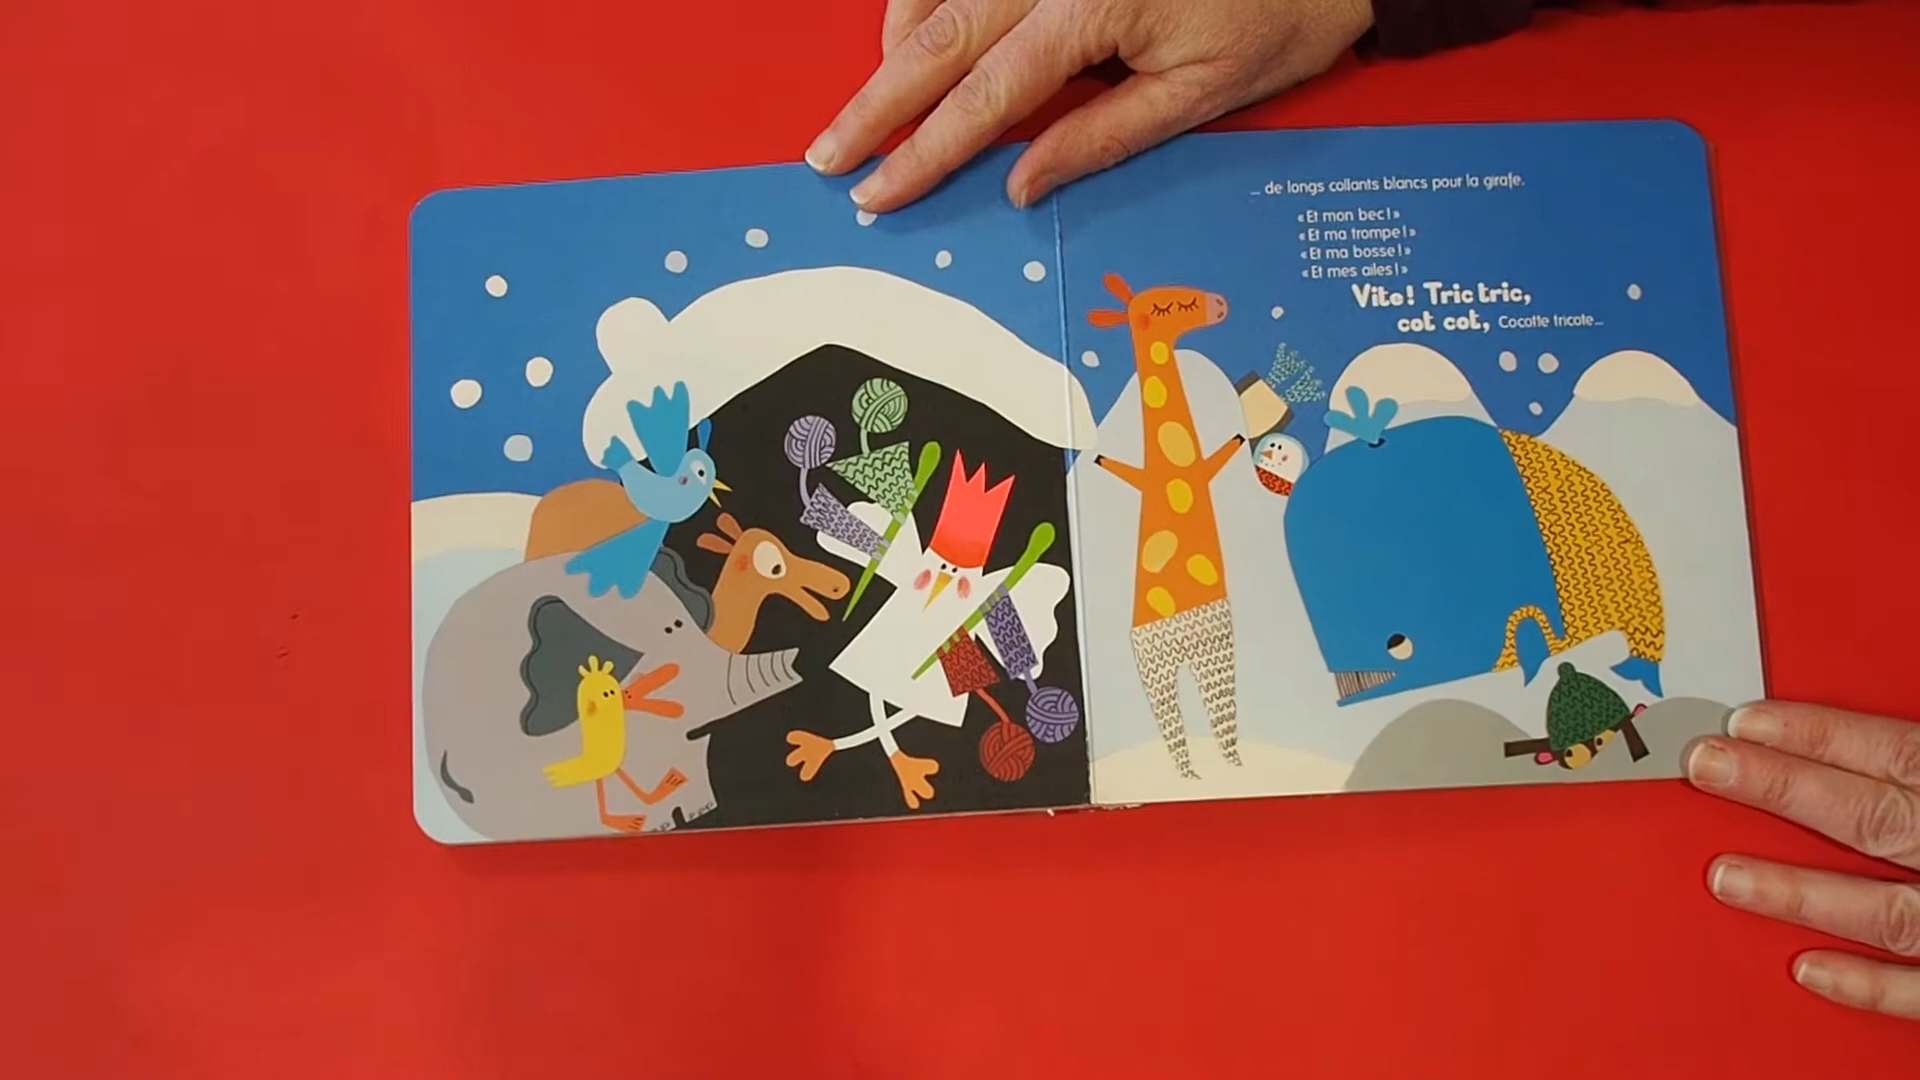 ... de longs collants blancs pour la girafe.
« Et mon bec ! »
« Et ma trompe ! »
« Et ma bosse ! »
« Et mes ailes ! »
Vite ! Tric tric,
cot cot, Cocotte tricote...